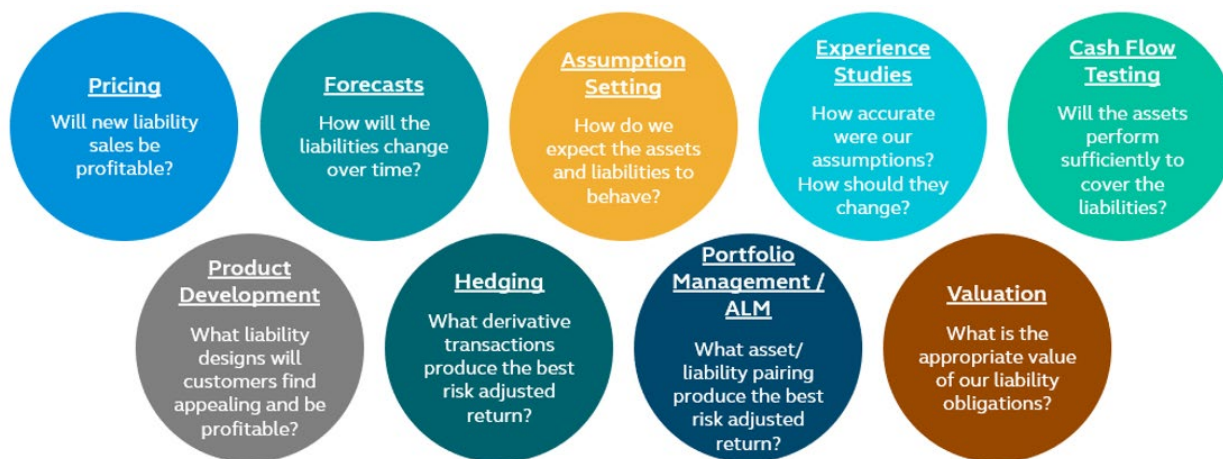 Pricing
Will new liability
sales be
profitable?
Forecasts
How will the
liabilities change
over time?
Assumption
Setting
How do we
expect the assets
and liabilities to
behave?
Experience
Studies
How accurate
were our
assumptions?
How should they
change?
Cash Flow
Testing
Will the assets
perform
sufficiently to
cover the
liabilities?
Product
Development
What liability
designs will
customers find
appealing and be
profitable?
Hedging
What derivative
transactions
produce the best
risk adjusted
return?
Portfolio
Management /
ALM
What asset/
liability pairing
produce the best
risk adjusted
return?
Valuation
What is the
appropriate value
of our liability
obligations?